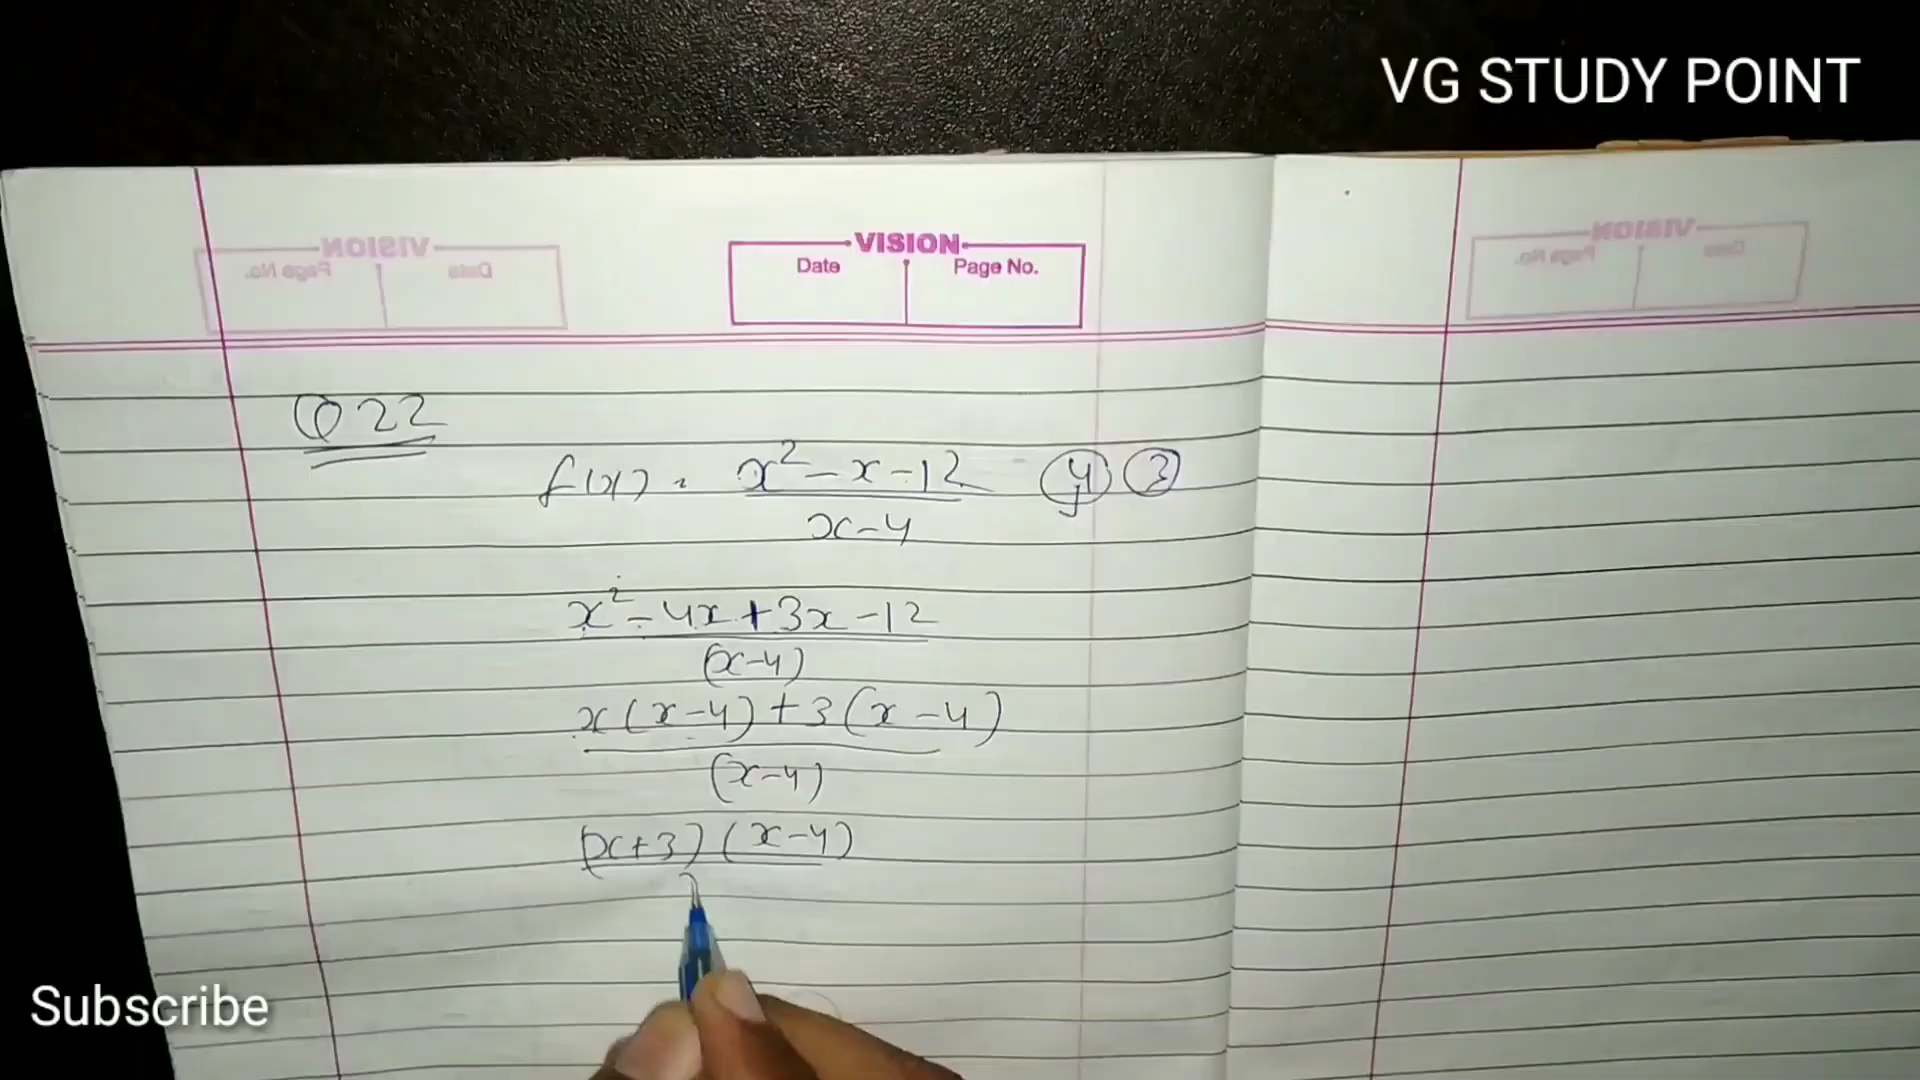 VG STUDY POINT
VISION
Date Page No.
Q 22
f(x) = x² - x - 12 / x - 4 (4) (3)
x² - 4x + 3x - 12 / (x-4)
x(x-4) + 3(x-4) / (x-4)
(x+3)(x-4)
Subscribe